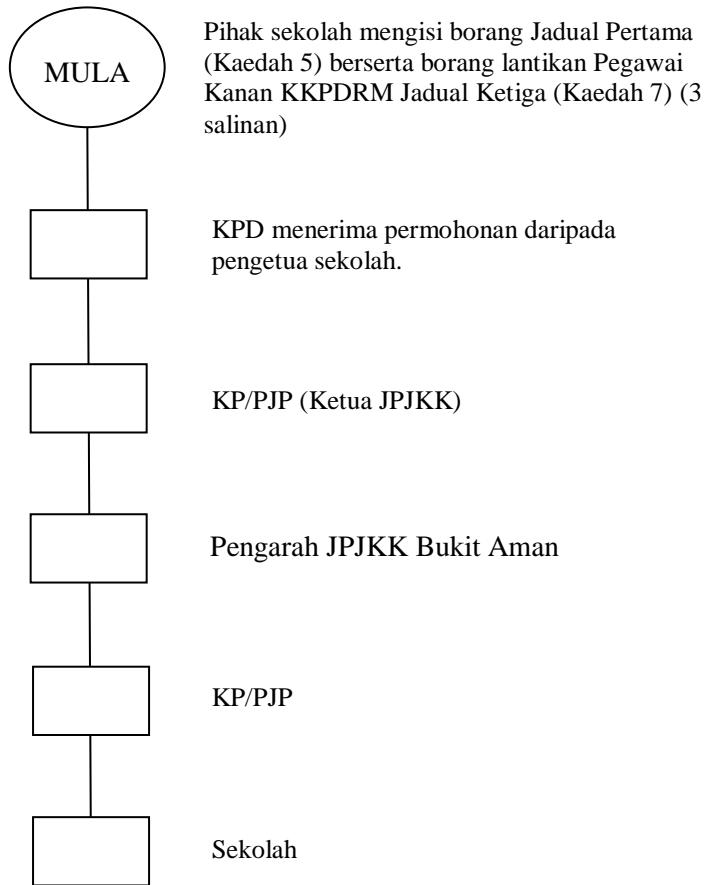 MULA
Pihak sekolah mengisi borang Jadual Pertama
(Kaedah 5) berserta borang lantikan Pegawai
Kanan KKPDRM Jadual Ketiga (Kaedah 7) (3
salinan)
KPD menerima permohonan daripada
pengetua sekolah.
KP/PJP (Ketua JPJKK)
Pengarah JPJKK Bukit Aman
KP/PJP
Sekolah